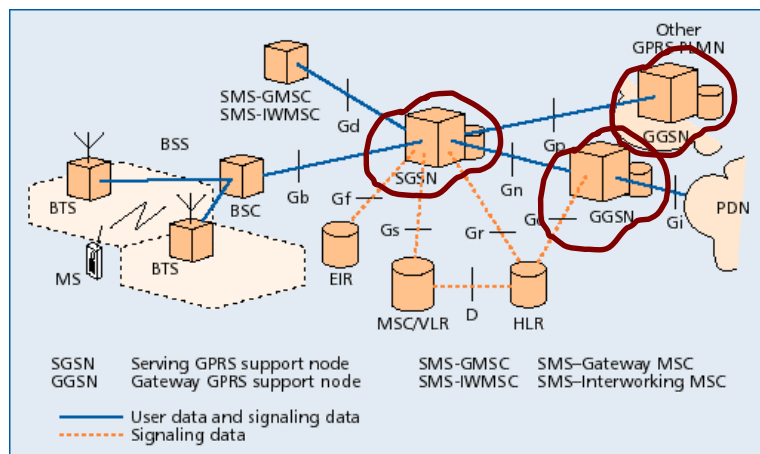 Other
GPRS PLMN
SMS-GMSC
SMS-IWMSC
Gd
BSS
Gp
GGSN
SGSN
Gn
BTS
BSC
Gb
Gf
GGSN
Gi
PDN
Gs
Gr
Gc
MS
BTS
EIR
MSC/VLR
D
HLR
SGSN Serving GPRS support node SMS-GMSC SMS–Gateway MSC
GGSN Gateway GPRS support node SMS-IWMSC SMS–Interworking MSC
User data and signaling data
Signaling data